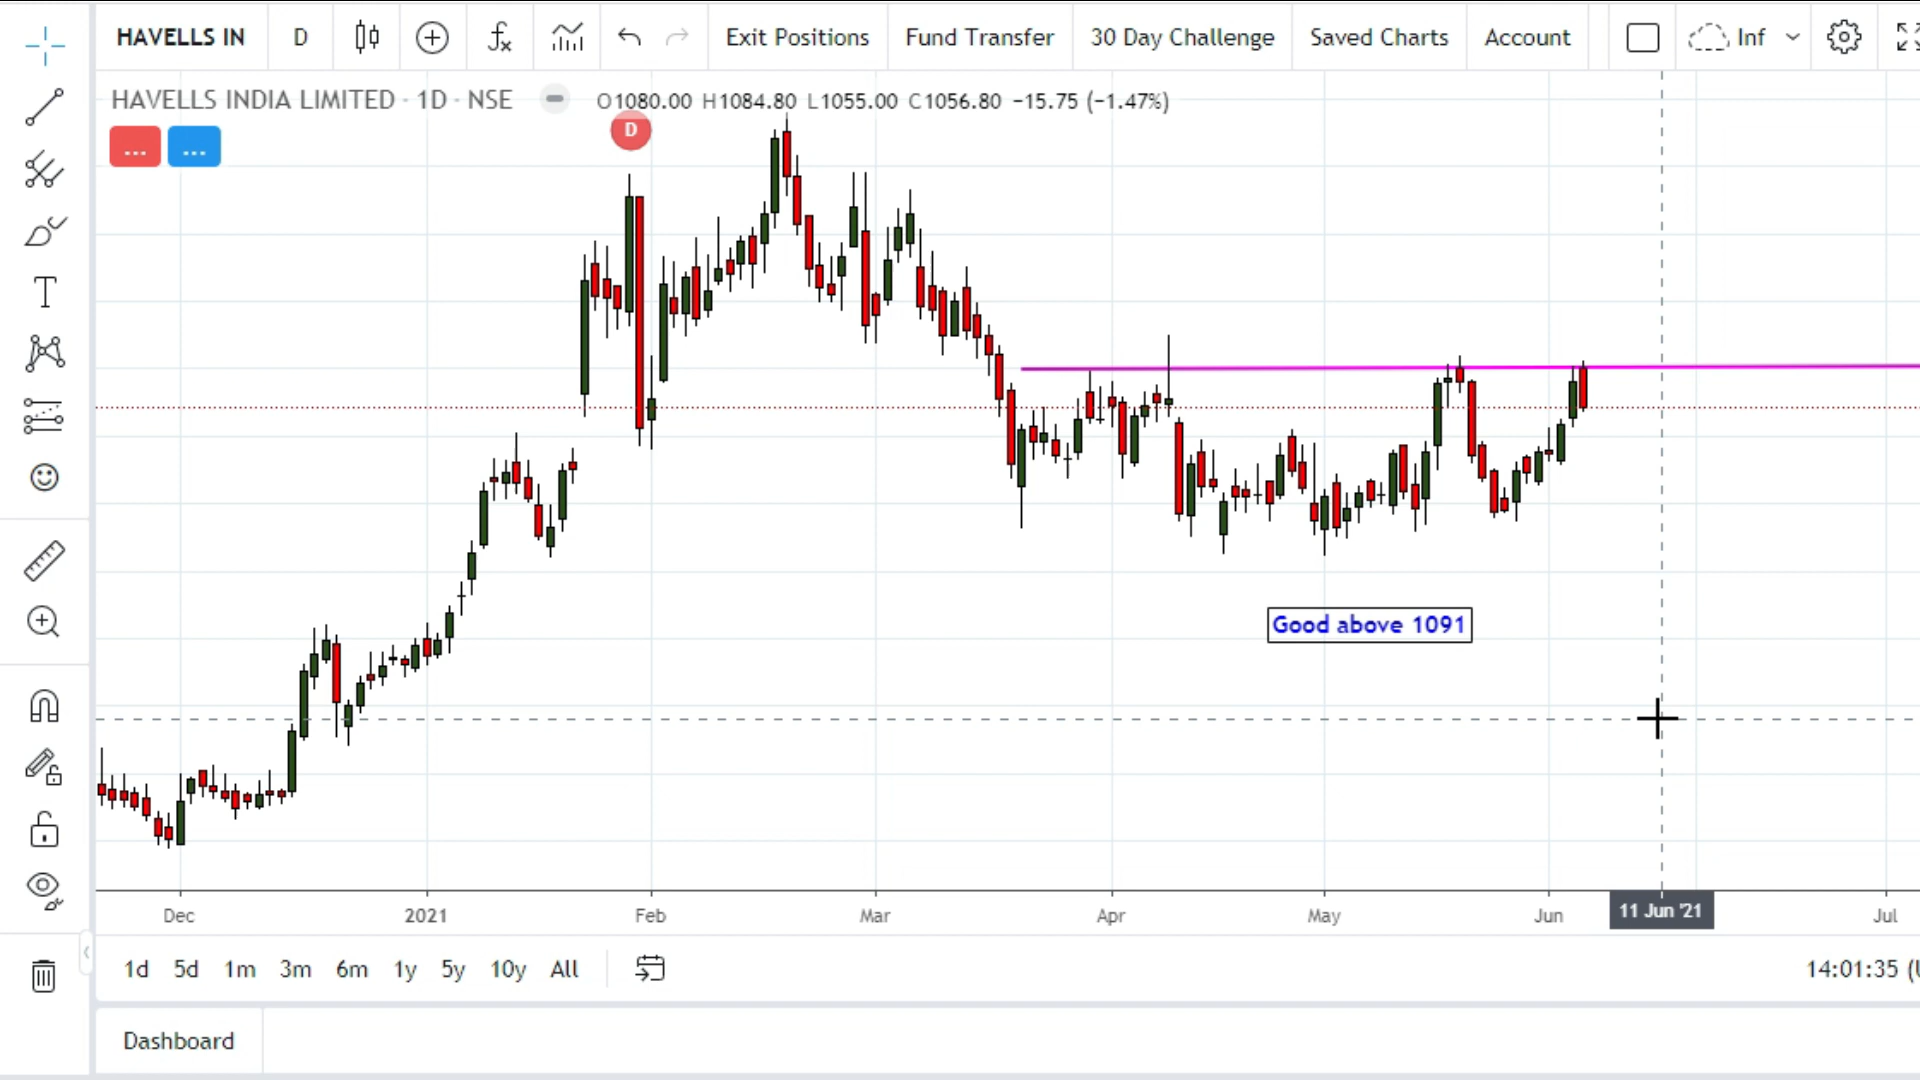 HAVELLS IN D Exit Positions Fund Transfer 30 Day Challenge Saved Charts Account Inf
HAVELLS INDIA LIMITED · 1D · NSE O1080.00 H1084.80 L1055.00 C1056.80 −15.75 (−1.47%)
D
... ...
Good above 1091
Dec 2021 Feb Mar Apr May Jun 11 Jun '21 Jul
1d 5d 1m 3m 6m 1y 5y 10y All 14:01:35 (U
Dashboard